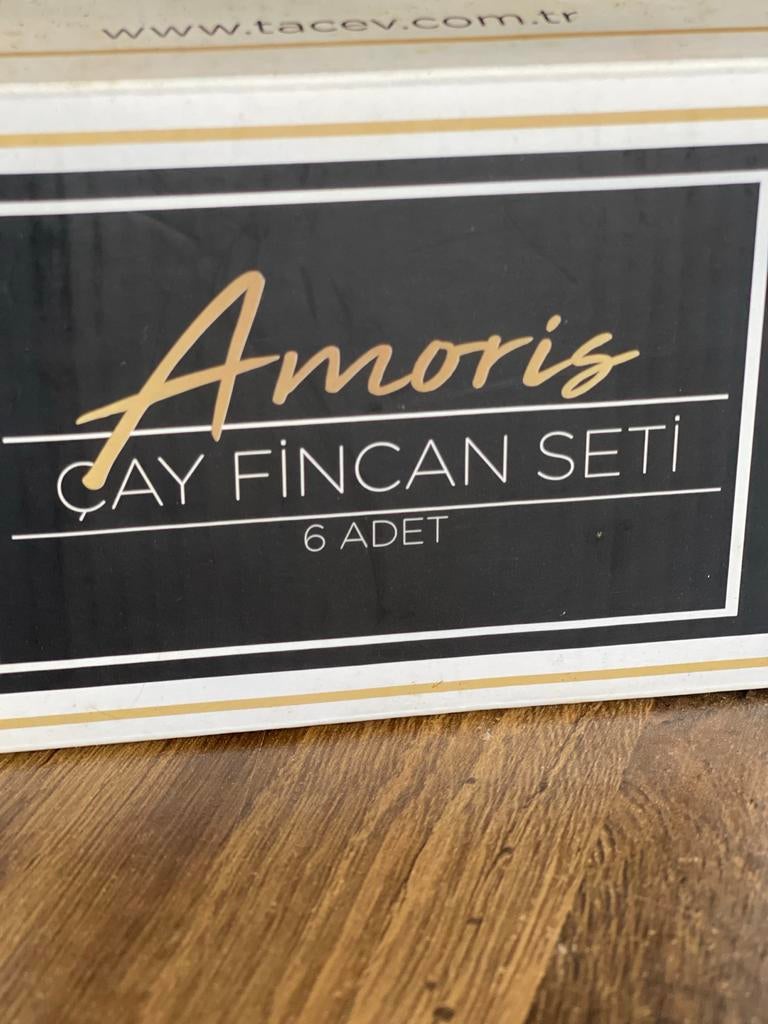 www.tacev.com.tr
Amoris
ÇAY FİNCAN SETİ
6 ADET